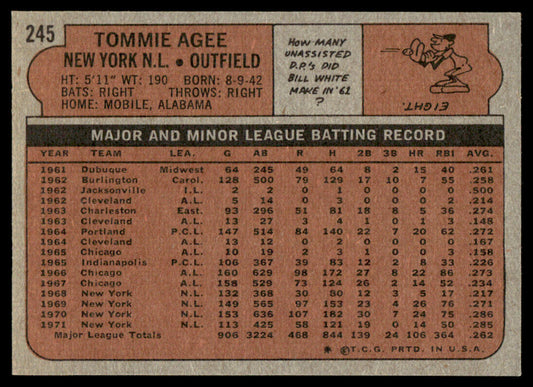 245
TOMMIE AGEE
NEW YORK N.L. • OUTFIELD
HT: 5'11" WT: 190 BORN: 8-9-42
BATS: RIGHT THROWS: RIGHT
HOME: MOBILE, ALABAMA
HOW MANY
UNASSISTED
D.P.'S DID
BILL WHITE
MAKE IN '61
?
EIGHT.
MAJOR AND MINOR LEAGUE BATTING RECORD
YEAR TEAM LEA. G AB R H 2B 3B HR RBI AVG.
1961 Dubuque Midwest 64 245 49 64 8 2 15 40 .261
1962 Burlington Carol. 128 500 79 129 17 10 7 55 .258
1962 Jacksonville I.L. 2 2 0 1 0 0 0 0 .500
1962 Cleveland A.L. 5 14 0 3 0 0 0 2 .214
1963 Charleston East. 93 296 51 81 18 8 5 36 .274
1963 Cleveland A.L. 13 27 3 4 1 0 1 3 .148
1964 Portland P.C.L. 147 514 84 140 22 7 20 62 .272
1964 Cleveland A.L. 13 12 0 2 0 0 0 0 .167
1965 Chicago A.L. 10 19 2 3 1 0 0 3 .158
1965 Indianapolis P.C.L. 106 367 39 83 12 3 8 33 .226
1966 Chicago A.L. 160 629 98 172 27 8 22 86 .273
1967 Chicago A.L. 158 529 73 124 26 2 14 52 .234
1968 New York N.L. 132 368 30 80 12 3 5 17 .217
1969 New York N.L. 149 565 97 153 23 4 26 76 .271
1970 New York N.L. 153 636 107 182 30 7 24 75 .286
1971 New York N.L. 113 425 58 121 19 0 14 50 .285
Major League Totals 906 3224 468 844 139 24 106 364 .262
* ©T.C.G. PRTD. IN U.S.A.